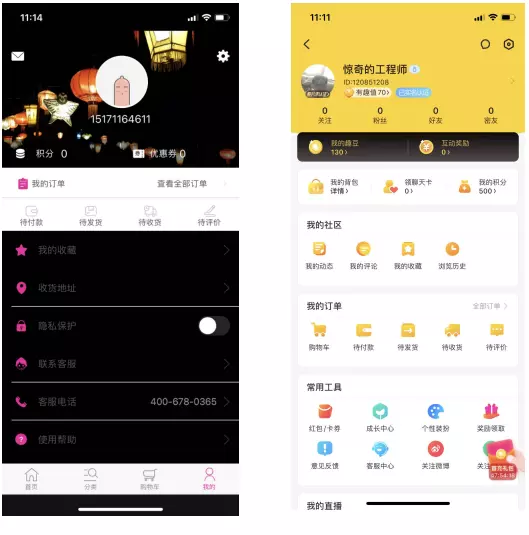 11:14
15171164611
积分 0
优惠券 0
我的订单
查看全部订单
待付款 待发货 待收货 待评价
我的收藏
收货地址
隐私保护
联系客服
客服电话
400-678-0365
使用帮助
首页 分类 购物车 我的
11:11
惊奇的工程师
ID:120851208
有趣值70
已实名认证
0 0 0 0
关注 粉丝 好友 密友
我的趣豆
130
互动奖励
0
我的背包
详情
领聊天卡
0
我的积分
500
我的社区
我的动态 我的评论 我的收藏 浏览历史
我的订单
全部订单
购物车 待付款 待发货 待收货 待评价
常用工具
红包/卡券 成长中心 个性装扮 奖励领取
意见反馈 客服中心 关注微博 关注
我的直播